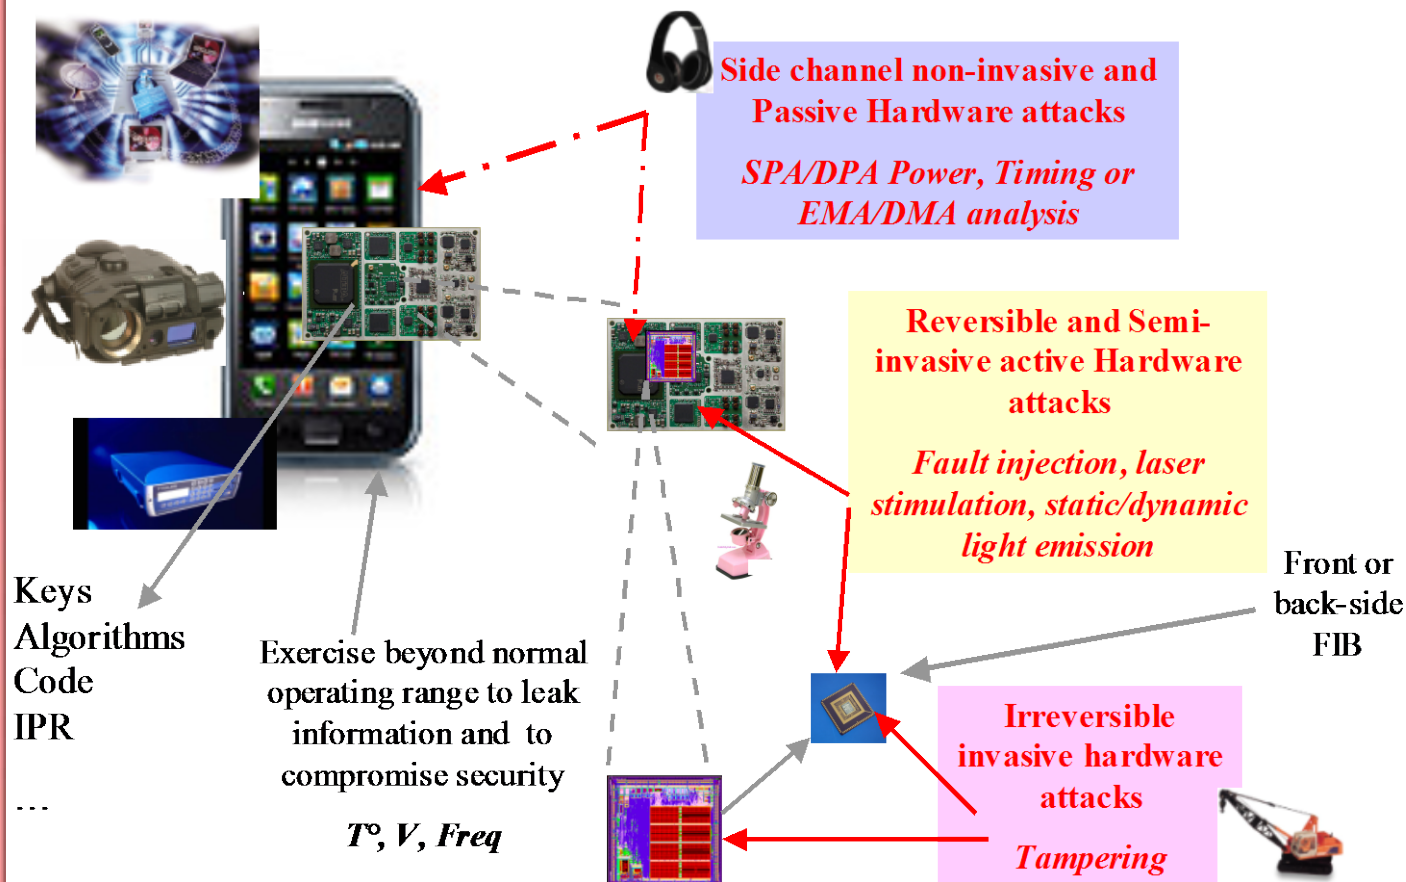 Side channel non-invasive and
Passive Hardware attacks
SPA/DPA Power, Timing or
EMA/DMA analysis
Reversible and Semi-
invasive active Hardware
attacks
Fault injection, laser
stimulation, static/dynamic
light emission
Front or
back-side
FIB
Keys
Algorithms
Code
IPR
...
Exercise beyond normal
operating range to leak
information and to
compromise security
T°, V, Freq
Irreversible
invasive hardware
attacks
Tampering